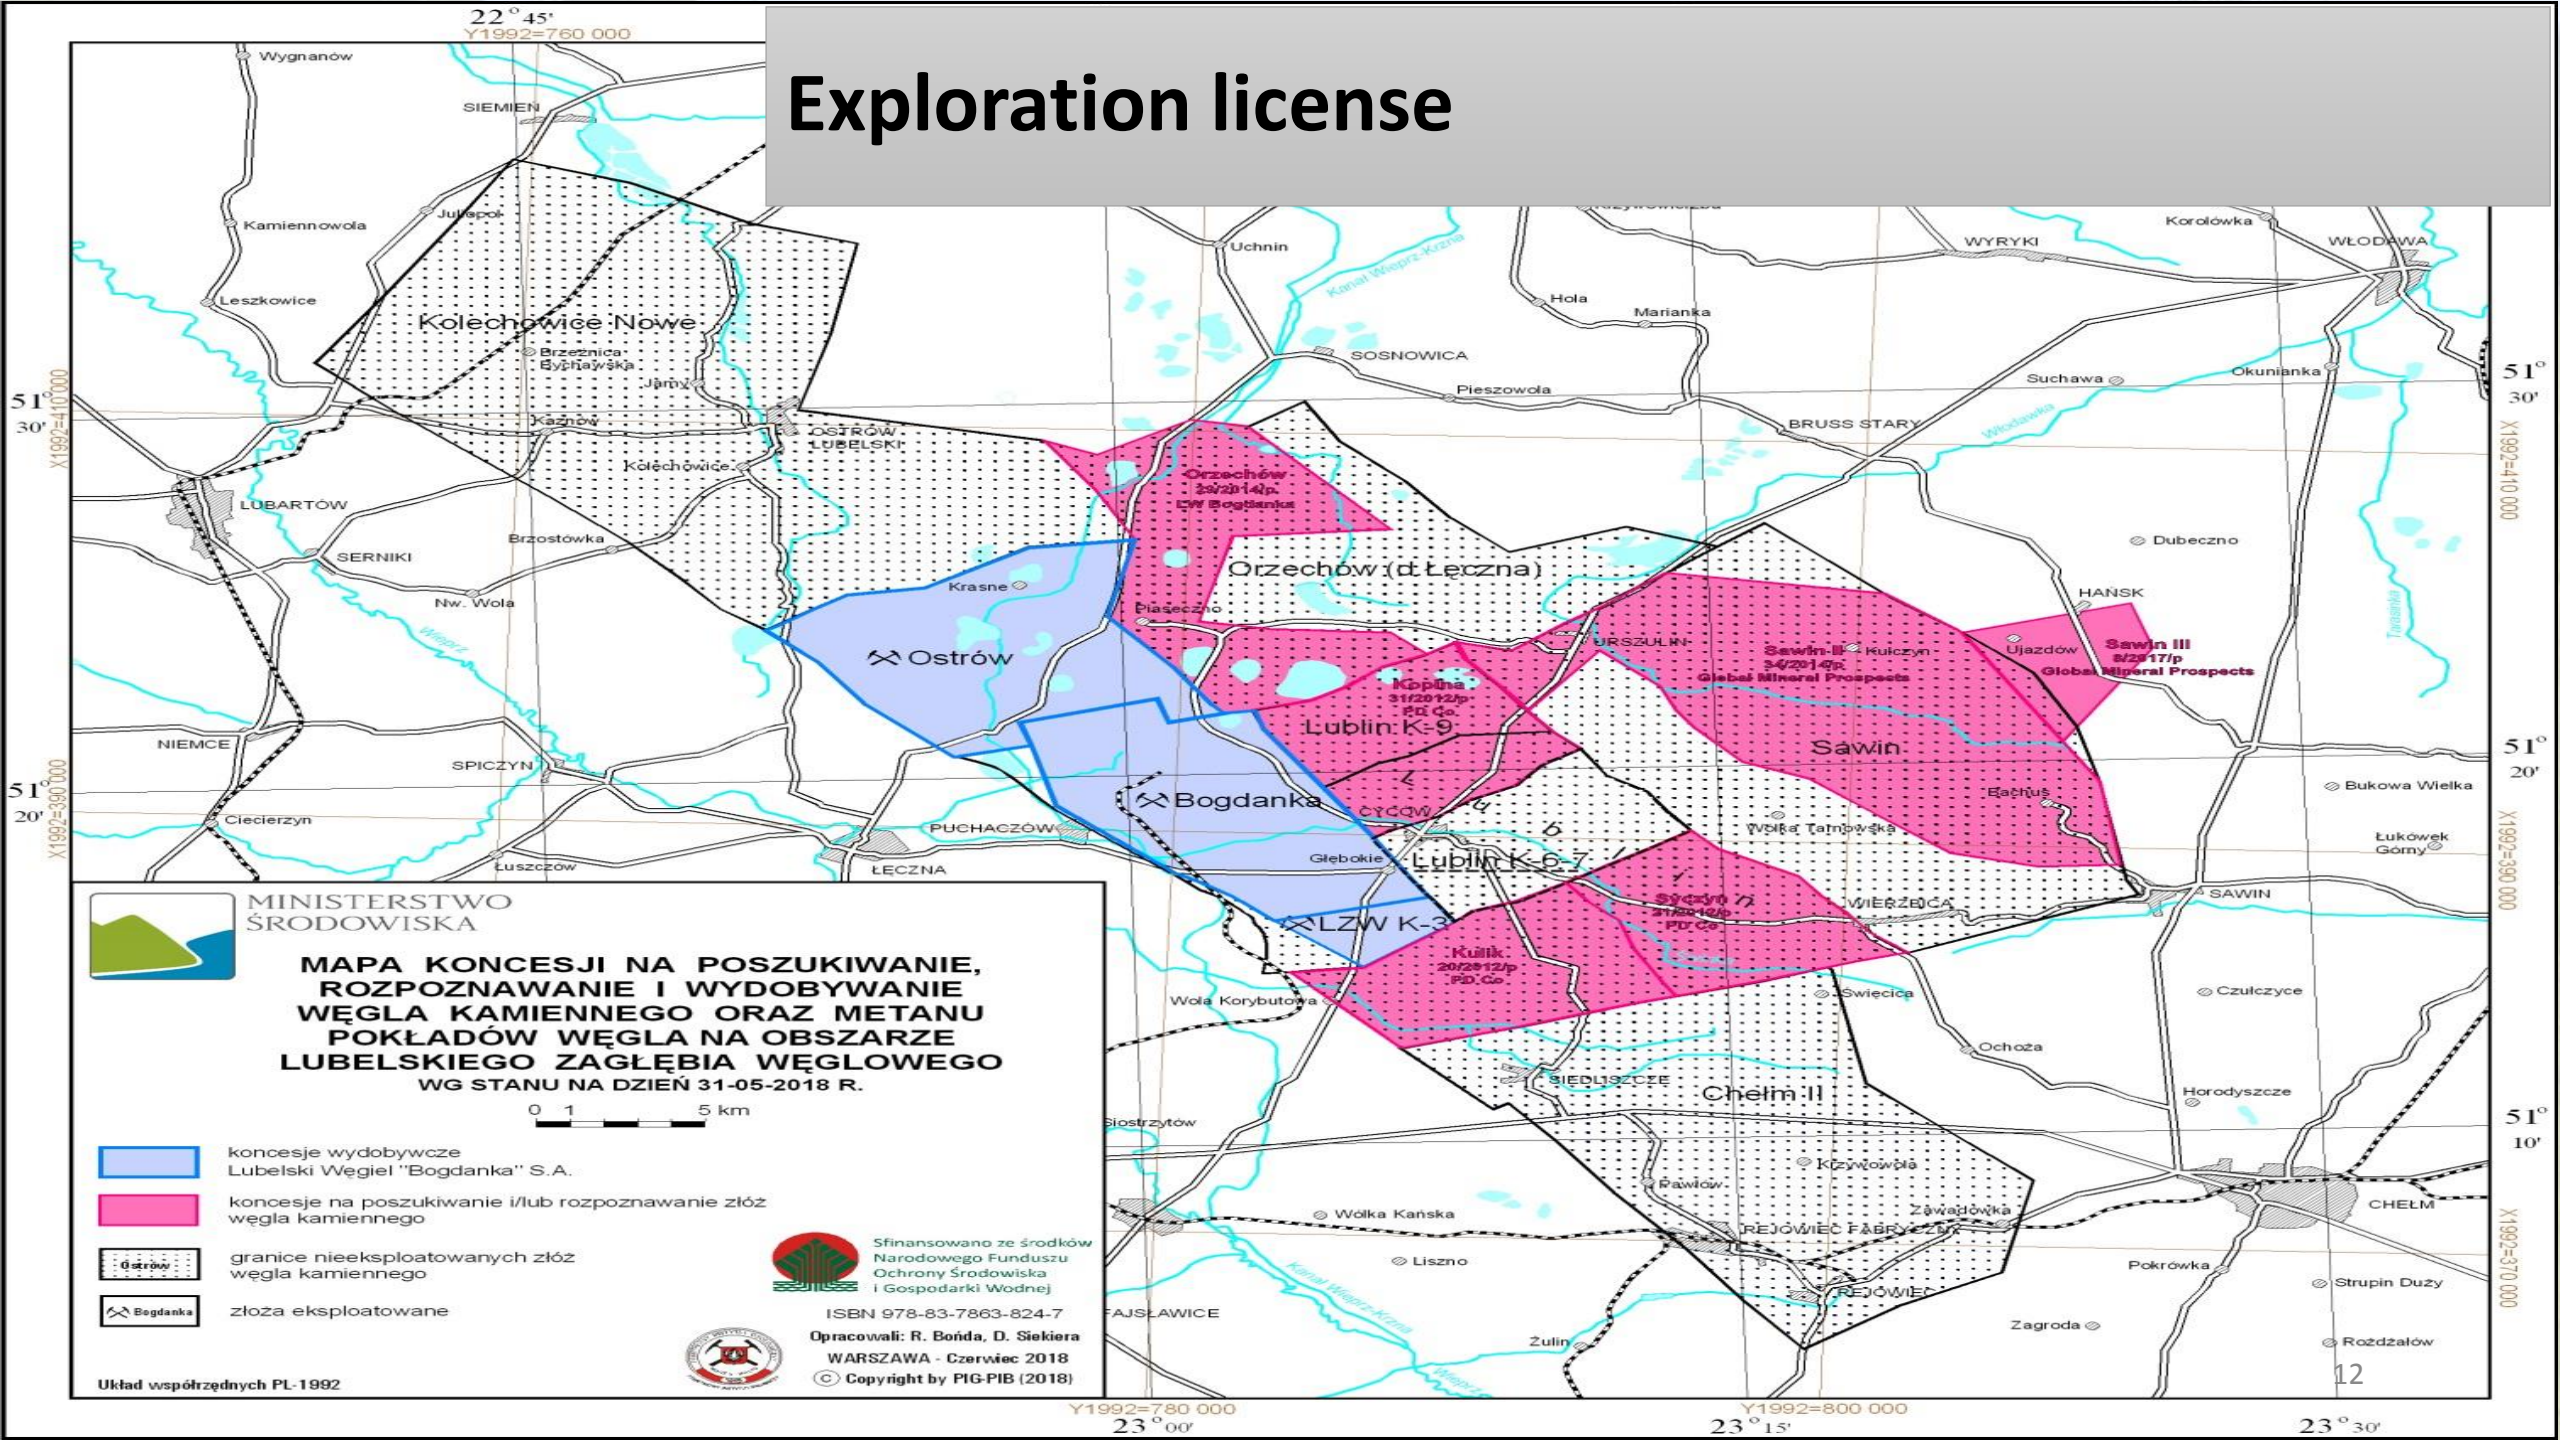 22°45'
Y1992=760 000
Exploration license
Wygnanów
SIEMIEŃ
Juliopol
Kamiennowola
Uchnin
Kanał Wieprz-Krzna
Korolówka
WYRYKI
WŁODAWA
Leszkowice
Kolechowice Nowe
Hola
Marianka
Brzeźnica
Bychawska
Jamy
SOSNOWICA
Pieszowola
Suchawa
Okunianka
51°
30'
X1992=410 000
51°
30'
X1992=410 000
Kaznów
OSTRÓW
LUBELSKI
Kolechowice
BRUSS STARY
Włodawka
Orzechów
29/2014/p
LW Bogdanka
LUBARTÓW
SERNIKI
Brzostówka
Nw. Wola
Krasne
Orzechów (d.Łęczna)
Dubeczno
HAŃSK
Tarasinka
Piaseczno
Wieprz
URSZULIN
Ostrów
Sawin II
34/2014/p
Global Mineral Prospects
Kulczyn
Ujazdów
Sawin III
8/2017/p
Global Mineral Prospects
Kopina
31/2012/p
PD Co
Lublin K-9
Sawin
NIEMCE
SPICZYN
51°
20'
X1992=390 000
51°
20'
X1992=390 000
Bukowa Wielka
Bachus
Bogdanka
CYCÓW
L u b l i n
Ciecierzyn
PUCHACZÓW
Wólka Tarnowska
Łukówek
Górny
Głębokie
Lublin K-6-7
Łuszczów
ŁĘCZNA
SAWIN
Syczyn
21/2012/p
PD Co
WIERZBICA
LZW K-3
Kulik
20/2012/p
PD Co
Wola Korybutowa
Święcica
Czułczyce
Ochoża
SIEDLISZCZE
Chełm II
Horodyszcze
Siostrzytów
51°
10'
Krzywowola
Pawłów
Wólka Kańska
Zawadówka
CHEŁM
REJOWIEC FABRYCZNY
Liszno
Pokrówka
Kanał Wieprz-Krzna
Strupin Duży
REJOWIEC
X1992=370 000
FAJSŁAWICE
Zagroda
Żulin
Rożdżałów
Wieprz
12
MINISTERSTWO
ŚRODOWISKA
MAPA KONCESJI NA POSZUKIWANIE,
ROZPOZNAWANIE I WYDOBYWANIE
WĘGLA KAMIENNEGO ORAZ METANU
POKŁADÓW WĘGLA NA OBSZARZE
LUBELSKIEGO ZAGŁĘBIA WĘGLOWEGO
WG STANU NA DZIEŃ 31-05-2018 R.
0 1 5 km
koncesje wydobywcze
Lubelski Węgiel "Bogdanka" S.A.
koncesje na poszukiwanie i/lub rozpoznawanie złóż
węgla kamiennego
Ostrów
granice nieeksploatowanych złóż
węgla kamiennego
Bogdanka
złoża eksploatowane
Sfinansowano ze środków
Narodowego Funduszu
Ochrony Środowiska
i Gospodarki Wodnej
ISBN 978-83-7863-824-7
Opracowali: R. Bońda, D. Siekiera
WARSZAWA - Czerwiec 2018
© Copyright by PIG-PIB (2018)
Układ współrzędnych PL-1992
Y1992=780 000
23°00'
Y1992=800 000
23°15'
23°30'